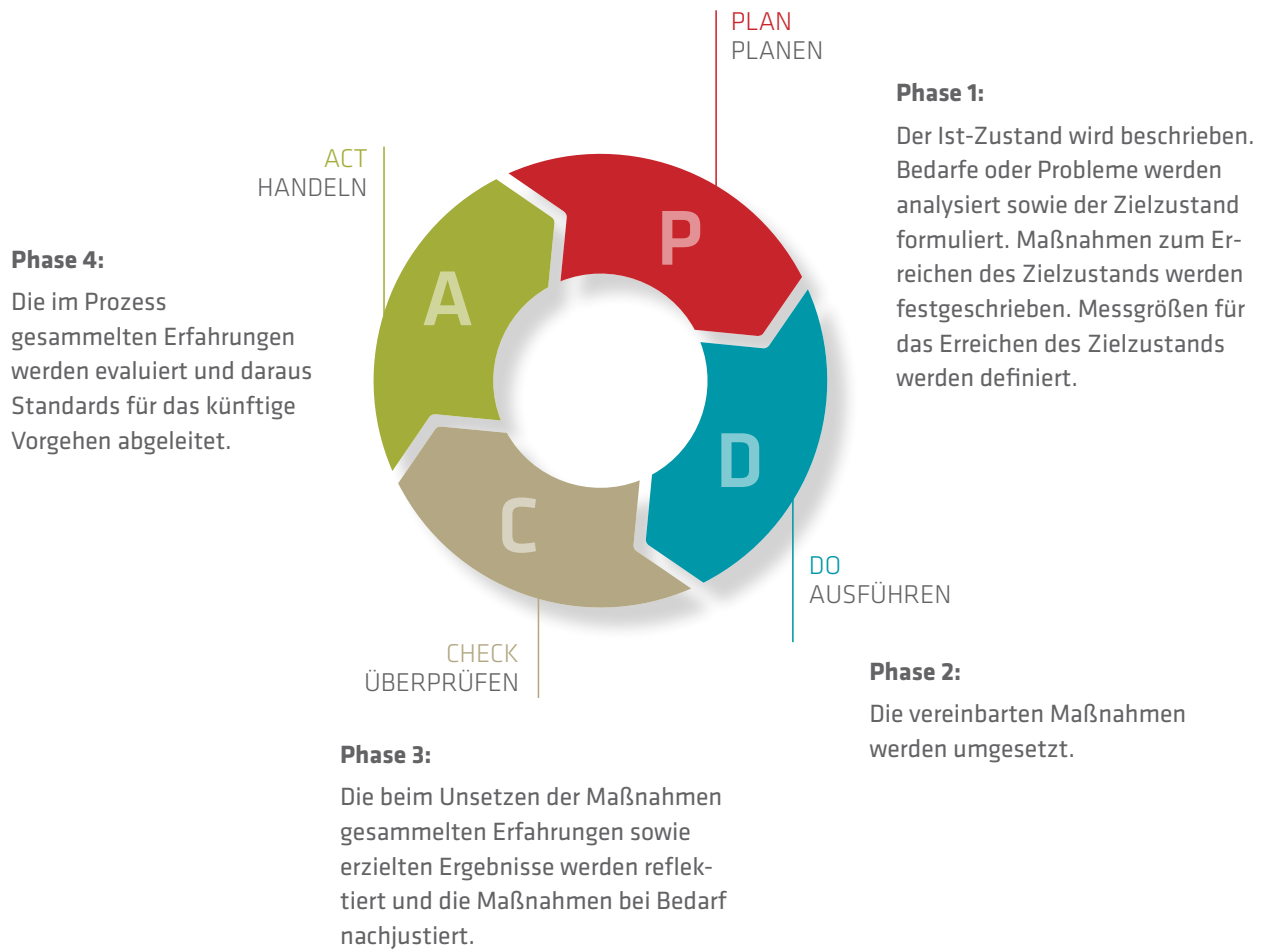 PLAN
PLANEN
Phase 1:
Der Ist-Zustand wird beschrieben.
Bedarfe oder Probleme werden
analysiert sowie der Zielzustand
formuliert. Maßnahmen zum Er-
reichen des Zielzustands werden
festgeschrieben. Messgrößen für
das Erreichen des Zielzustands
werden definiert.
ACT
HANDELN
Phase 4:
Die im Prozess
gesammelten Erfahrungen
werden evaluiert und daraus
Standards für das künftige
Vorgehen abgeleitet.
P
A
D
C
DO
AUSFÜHREN
Phase 2:
Die vereinbarten Maßnahmen
werden umgesetzt.
CHECK
ÜBERPRÜFEN
Phase 3:
Die beim Unsetzen der Maßnahmen
gesammelten Erfahrungen sowie
erzielten Ergebnisse werden reflek-
tiert und die Maßnahmen bei Bedarf
nachjustiert.